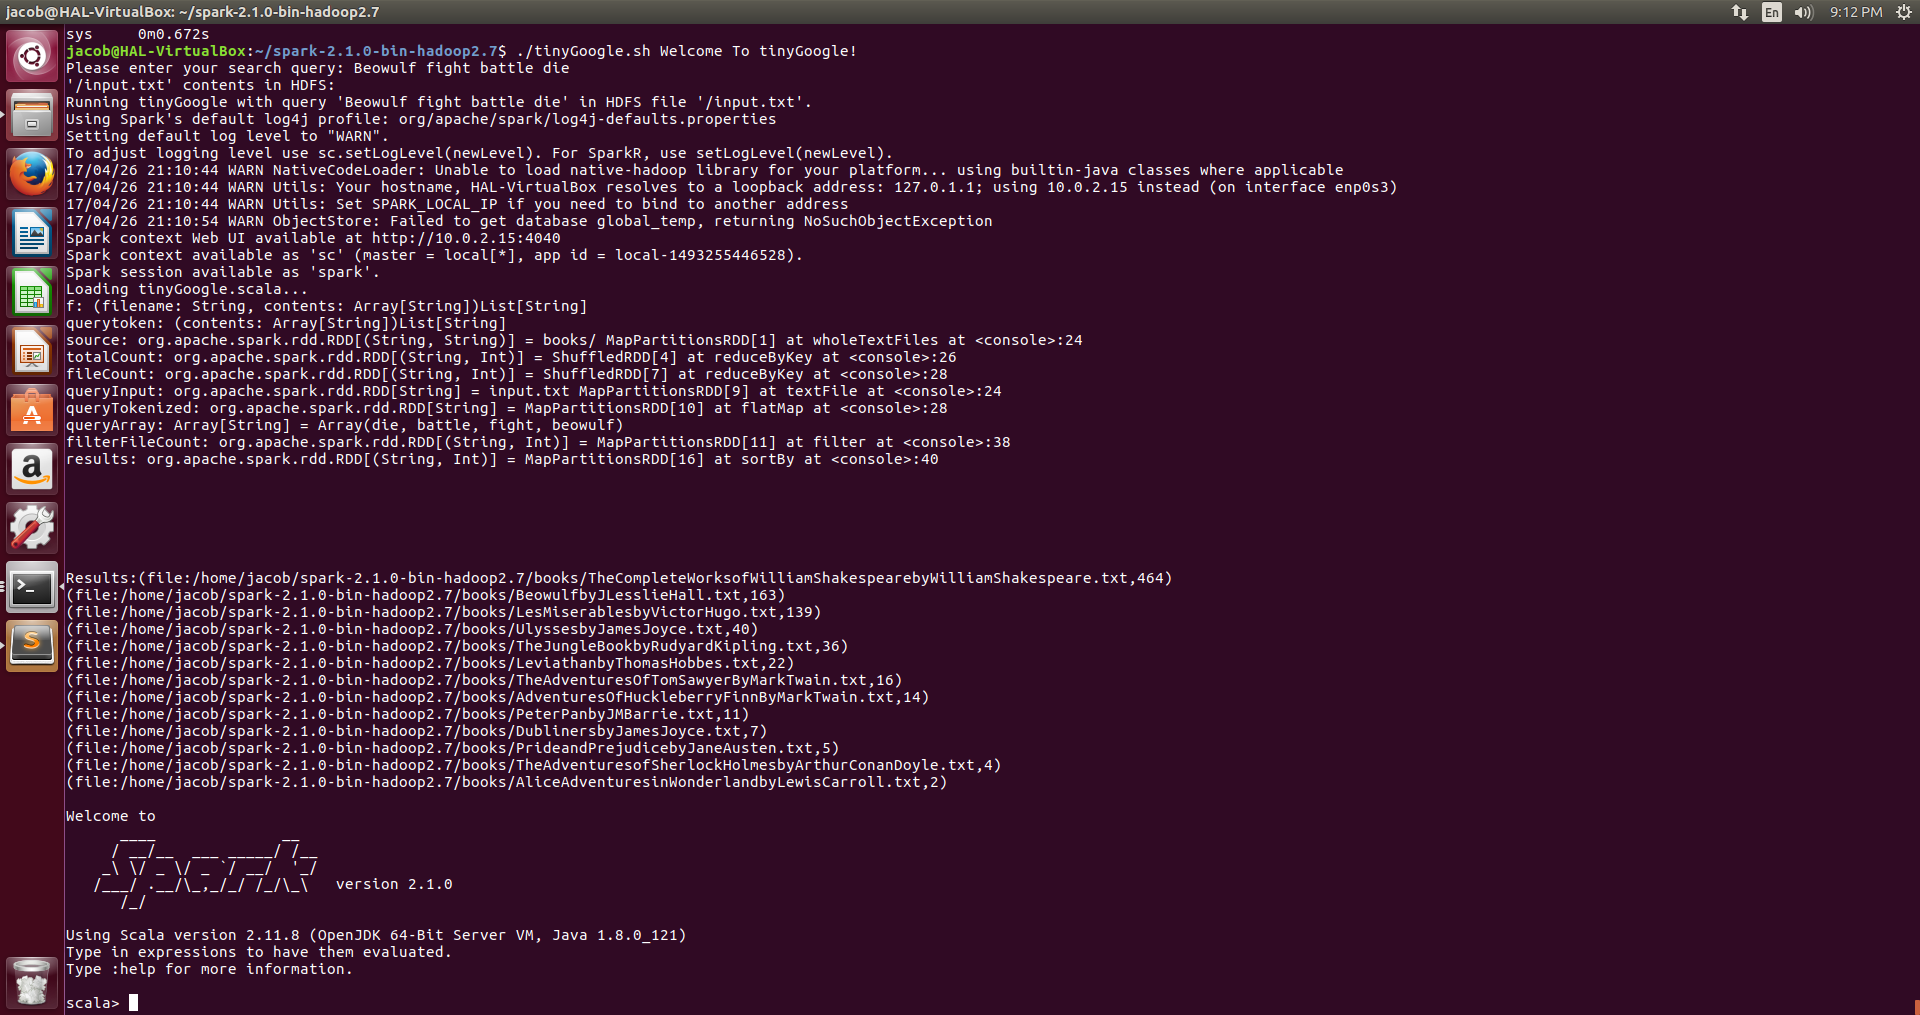 jacob@HAL-VirtualBox: ~/spark-2.1.0-bin-hadoop2.7
En
9:12 PM
sys     0m0.672s
jacob@HAL-VirtualBox:~/spark-2.1.0-bin-hadoop2.7$ ./tinyGoogle.sh Welcome To tinyGoogle!
Please enter your search query: Beowulf fight battle die
'/input.txt' contents in HDFS:
Running tinyGoogle with query 'Beowulf fight battle die' in HDFS file '/input.txt'.
Using Spark's default log4j profile: org/apache/spark/log4j-defaults.properties
Setting default log level to "WARN".
To adjust logging level use sc.setLogLevel(newLevel). For SparkR, use setLogLevel(newLevel).
17/04/26 21:10:44 WARN NativeCodeLoader: Unable to load native-hadoop library for your platform... using builtin-java classes where applicable
17/04/26 21:10:44 WARN Utils: Your hostname, HAL-VirtualBox resolves to a loopback address: 127.0.1.1; using 10.0.2.15 instead (on interface enp0s3)
17/04/26 21:10:44 WARN Utils: Set SPARK_LOCAL_IP if you need to bind to another address
17/04/26 21:10:54 WARN ObjectStore: Failed to get database global_temp, returning NoSuchObjectException
Spark context Web UI available at http://10.0.2.15:4040
Spark context available as 'sc' (master = local[*], app id = local-1493255446528).
Spark session available as 'spark'.
Loading tinyGoogle.scala...
f: (filename: String, contents: Array[String])List[String]
querytoken: (contents: Array[String])List[String]
source: org.apache.spark.rdd.RDD[(String, String)] = books/ MapPartitionsRDD[1] at wholeTextFiles at <console>:24
totalCount: org.apache.spark.rdd.RDD[(String, Int)] = ShuffledRDD[4] at reduceByKey at <console>:26
fileCount: org.apache.spark.rdd.RDD[(String, Int)] = ShuffledRDD[7] at reduceByKey at <console>:28
queryInput: org.apache.spark.rdd.RDD[String] = input.txt MapPartitionsRDD[9] at textFile at <console>:24
queryTokenized: org.apache.spark.rdd.RDD[String] = MapPartitionsRDD[10] at flatMap at <console>:28
queryArray: Array[String] = Array(die, battle, fight, beowulf)
filterFileCount: org.apache.spark.rdd.RDD[(String, Int)] = MapPartitionsRDD[11] at filter at <console>:38
results: org.apache.spark.rdd.RDD[(String, Int)] = MapPartitionsRDD[16] at sortBy at <console>:40
Results:(file:/home/jacob/spark-2.1.0-bin-hadoop2.7/books/TheCompleteWorksofWilliamShakespearebyWilliamShakespeare.txt,464)
(file:/home/jacob/spark-2.1.0-bin-hadoop2.7/books/BeowulfbyJLesslieHall.txt,163)
(file:/home/jacob/spark-2.1.0-bin-hadoop2.7/books/LesMiserablesbyVictorHugo.txt,139)
(file:/home/jacob/spark-2.1.0-bin-hadoop2.7/books/UlyssesbyJamesJoyce.txt,40)
(file:/home/jacob/spark-2.1.0-bin-hadoop2.7/books/TheJungleBookbyRudyardKipling.txt,36)
(file:/home/jacob/spark-2.1.0-bin-hadoop2.7/books/LeviathanbyThomasHobbes.txt,22)
(file:/home/jacob/spark-2.1.0-bin-hadoop2.7/books/TheAdventuresOfTomSawyerByMarkTwain.txt,16)
(file:/home/jacob/spark-2.1.0-bin-hadoop2.7/books/AdventuresOfHuckleberryFinnByMarkTwain.txt,14)
(file:/home/jacob/spark-2.1.0-bin-hadoop2.7/books/PeterPanbyJMBarrie.txt,11)
(file:/home/jacob/spark-2.1.0-bin-hadoop2.7/books/DublinersbyJamesJoyce.txt,7)
(file:/home/jacob/spark-2.1.0-bin-hadoop2.7/books/PrideandPrejudicebyJaneAusten.txt,5)
(file:/home/jacob/spark-2.1.0-bin-hadoop2.7/books/TheAdventuresofSherlockHolmesbyArthurConanDoyle.txt,4)
(file:/home/jacob/spark-2.1.0-bin-hadoop2.7/books/AliceAdventuresinWonderlandbyLewisCarroll.txt,2)
Welcome to
      ____              __
     / __/__  ___ _____/ /__
    _\ \/ _ \/ _ `/ __/  '_/
   /___/ .__/\_,_/_/ /_/\_\   version 2.1.0
      /_/
Using Scala version 2.11.8 (OpenJDK 64-Bit Server VM, Java 1.8.0_121)
Type in expressions to have them evaluated.
Type :help for more information.
scala>